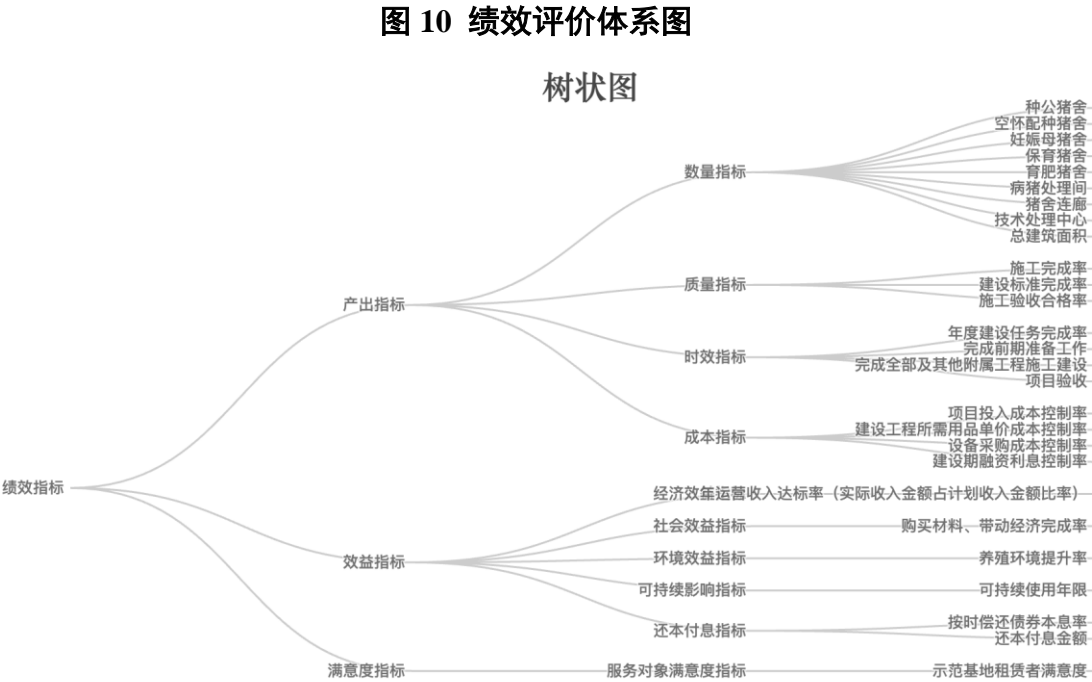 图 10 绩效评价体系图
树状图
种公猪舍
空怀配种猪舍
妊娠母猪舍
数量指标
保育猪舍
育肥猪舍
病猪处理间
猪舍连廊
技术处理中心
总建筑面积
施工完成率
质量指标
建设标准完成率
施工验收合格率
产出指标
年度建设任务完成率
完成前期准备工作
时效指标
完成全部及其他附属工程施工建设
项目验收
项目投入成本控制率
建设工程所需用品单价成本控制率
成本指标
设备采购成本控制率
建设期融资利息控制率
绩效指标
经济效
年运营收入达标率（实际收入金额占计划收入金额比率）
社会效益指标
购买材料、带动经济完成率
效益指标
环境效益指标
养殖环境提升率
可持续影响指标
可持续使用年限
还本付息指标
按时偿还债券本息率
还本付息金额
满意度指标
服务对象满意度指标
示范基地租赁者满意度